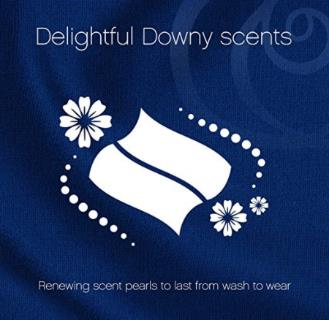 Delightful Downy scents
Renewing scent pearls to last from wash to wear